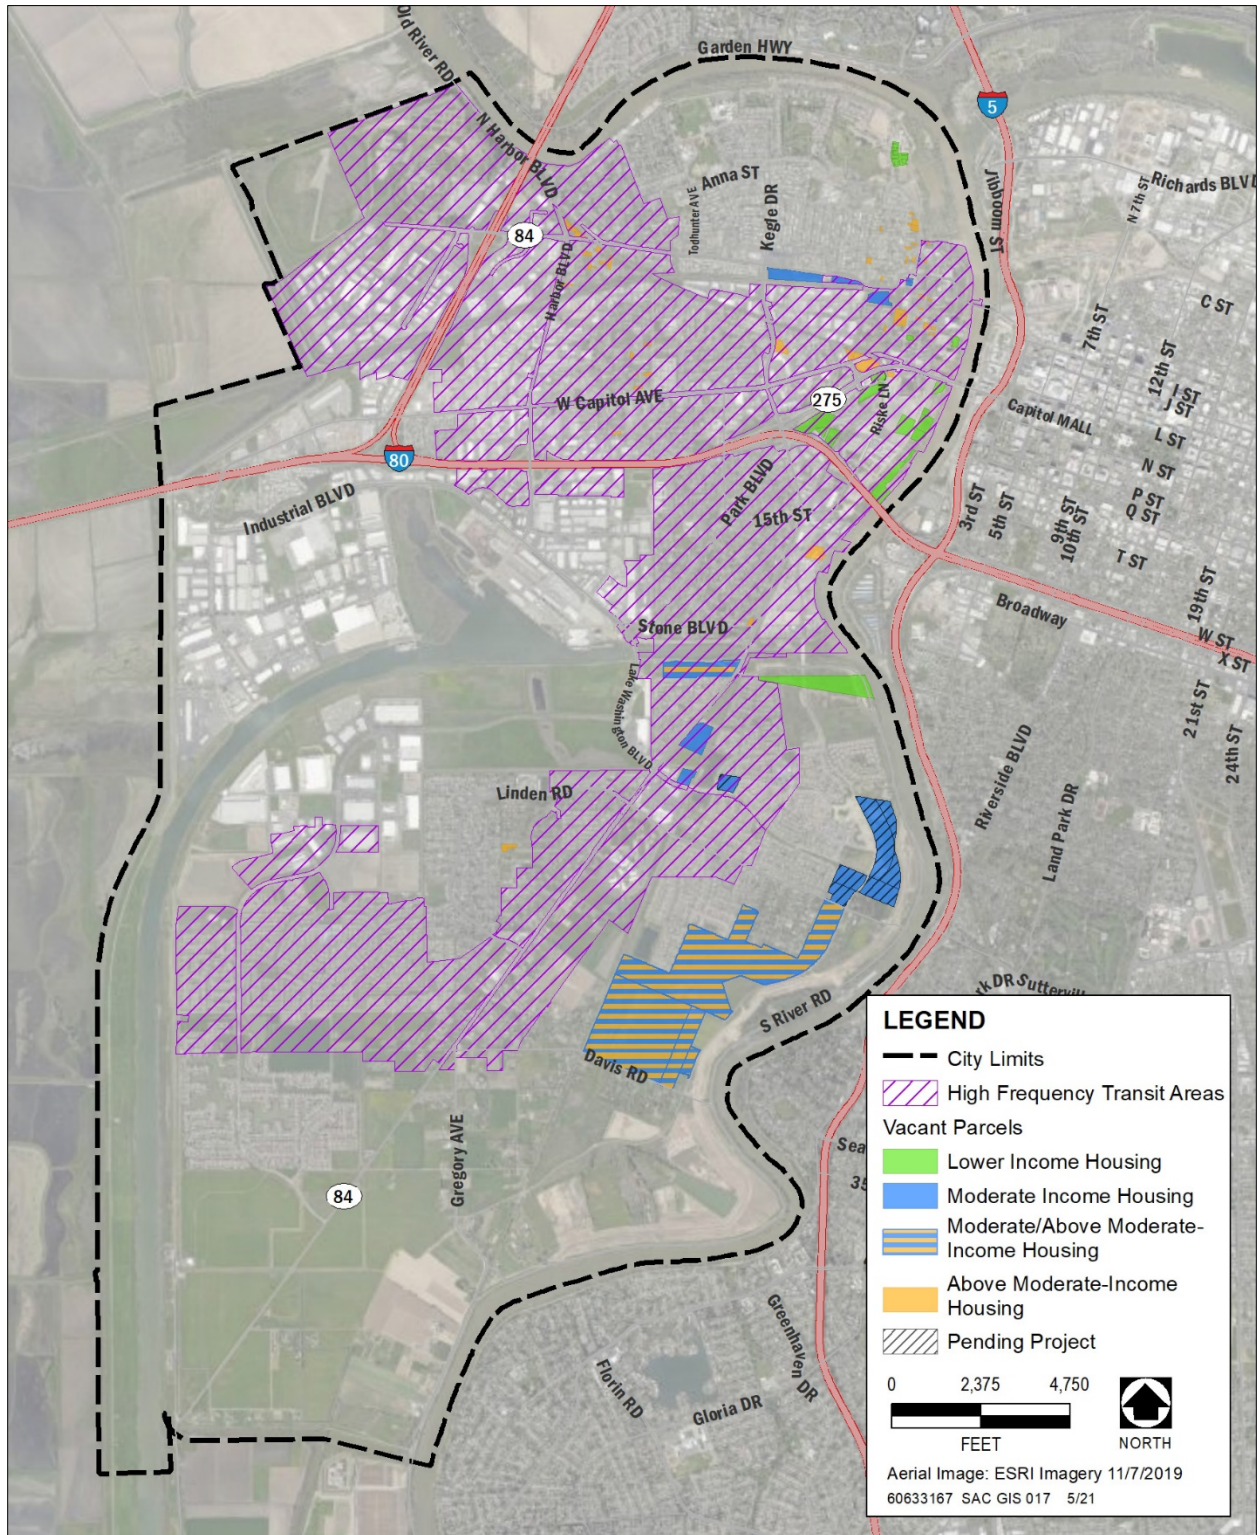 Old River RD
Garden HWY
5
N Harbor BLVD
Anna ST
Jibboom ST
Richards BLVD
N 7th ST
Todhunter AVE
Kegle DR
84
Harbor BLVD
C ST
7th ST
12th ST
I ST
J ST
W Capitol AVE
275
Riske LN
Capitol MALL
L ST
80
N ST
Industrial BLVD
Park BLVD
15th ST
3rd ST
5th ST
9th ST
10th ST
P ST
Q ST
T ST
19th ST
Broadway
W ST
X ST
Stone BLVD
Lake Washington BLVD
21st ST
24th ST
Riverside BLVD
Linden RD
Land Park DR
S River RD
Davis RD
Gregory AVE
84
Greenhaven DR
Florin RD
Gloria DR
LEGEND
City Limits
High Frequency Transit Areas
Vacant Parcels
Lower Income Housing
Moderate Income Housing
Moderate/Above Moderate-
Income Housing
Above Moderate-Income
Housing
Pending Project
0 2,375 4,750
FEET
NORTH
Aerial Image: ESRI Imagery 11/7/2019
60633167 SAC GIS 017 5/21